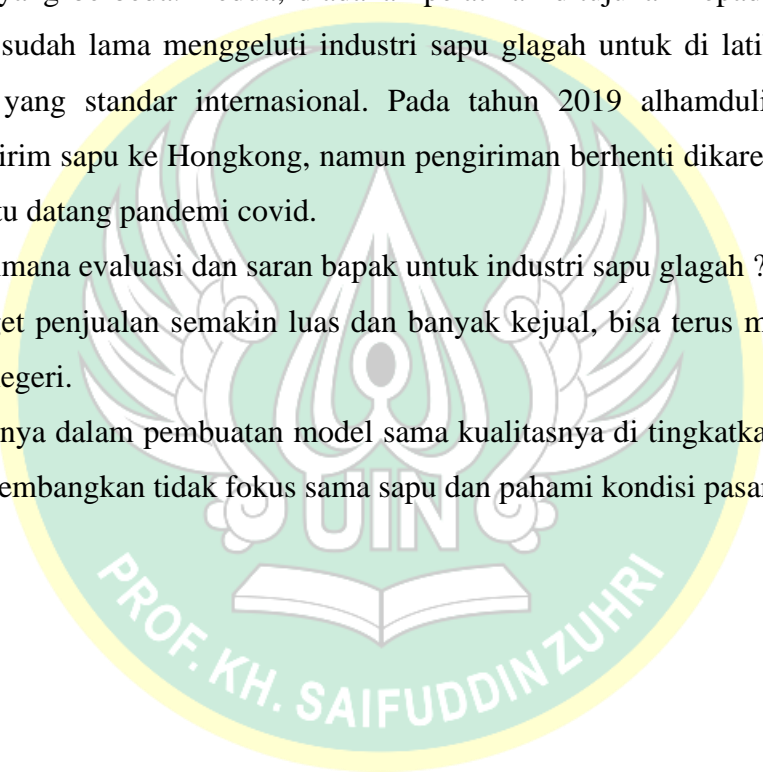 sudah lama menggeluti industri sapu glagah untuk di lati
yang standar internasional. Pada tahun 2019 alhamduli
irim sapu ke Hongkong, namun pengiriman berhenti dikare
tu datang pandemi covid.
mana evaluasi dan saran bapak untuk industri sapu glagah ?
get penjualan semakin luas dan banyak kejual, bisa terus m
egeri.
nya dalam pembuatan model sama kualitasnya di tingkatka
embangkan tidak fokus sama sapu dan pahami kondisi pasar
UIN
PROF. KH. SAIFUDDIN ZUHRI